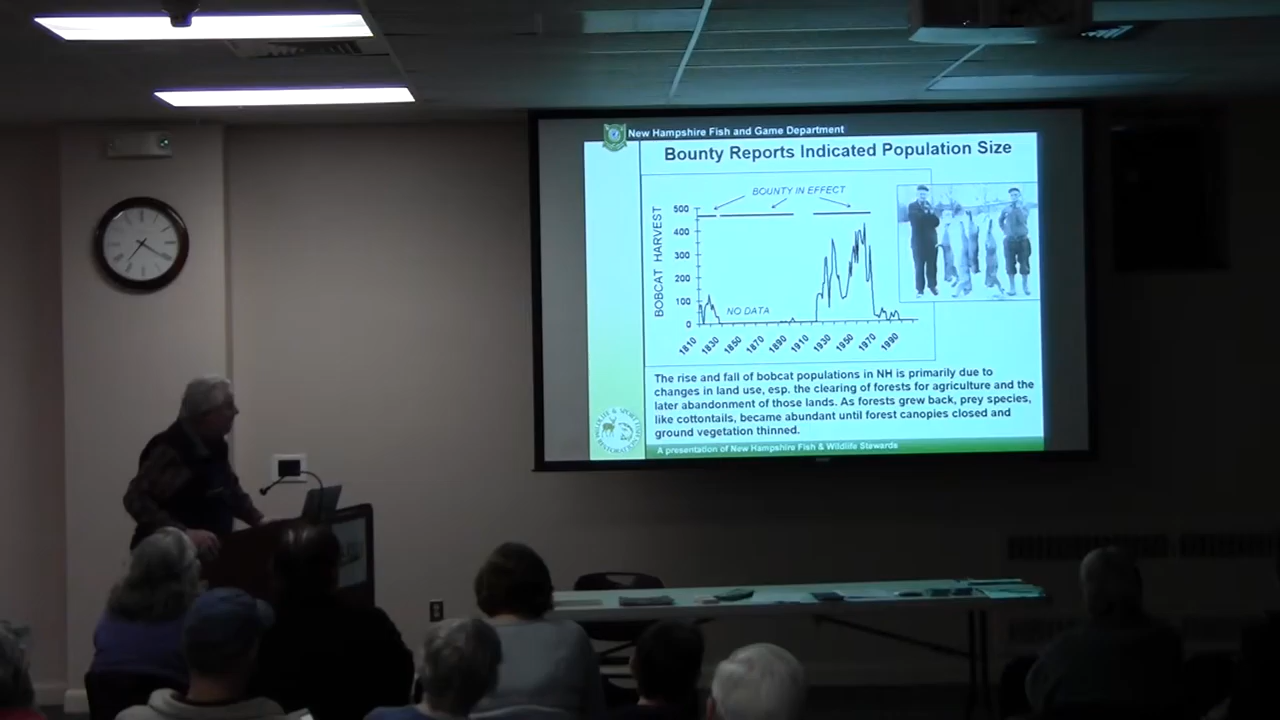 New Hampshire Fish and Game Department
Bounty Reports Indicated Population Size
BOUNTY IN EFFECT
BOBCAT HARVEST
500
400
300
200
100
0
NO DATA
1810
1830
1850
1870
1890
1910
1930
1950
1970
1990
The rise and fall of bobcat populations in NH is primarily due to
changes in land use, esp. the clearing of forests for agriculture and the
later abandonment of those lands. As forests grew back, prey species,
like cottontails, became abundant until forest canopies closed and
ground vegetation thinned.
A presentation of New Hampshire Fish & Wildlife Stewards